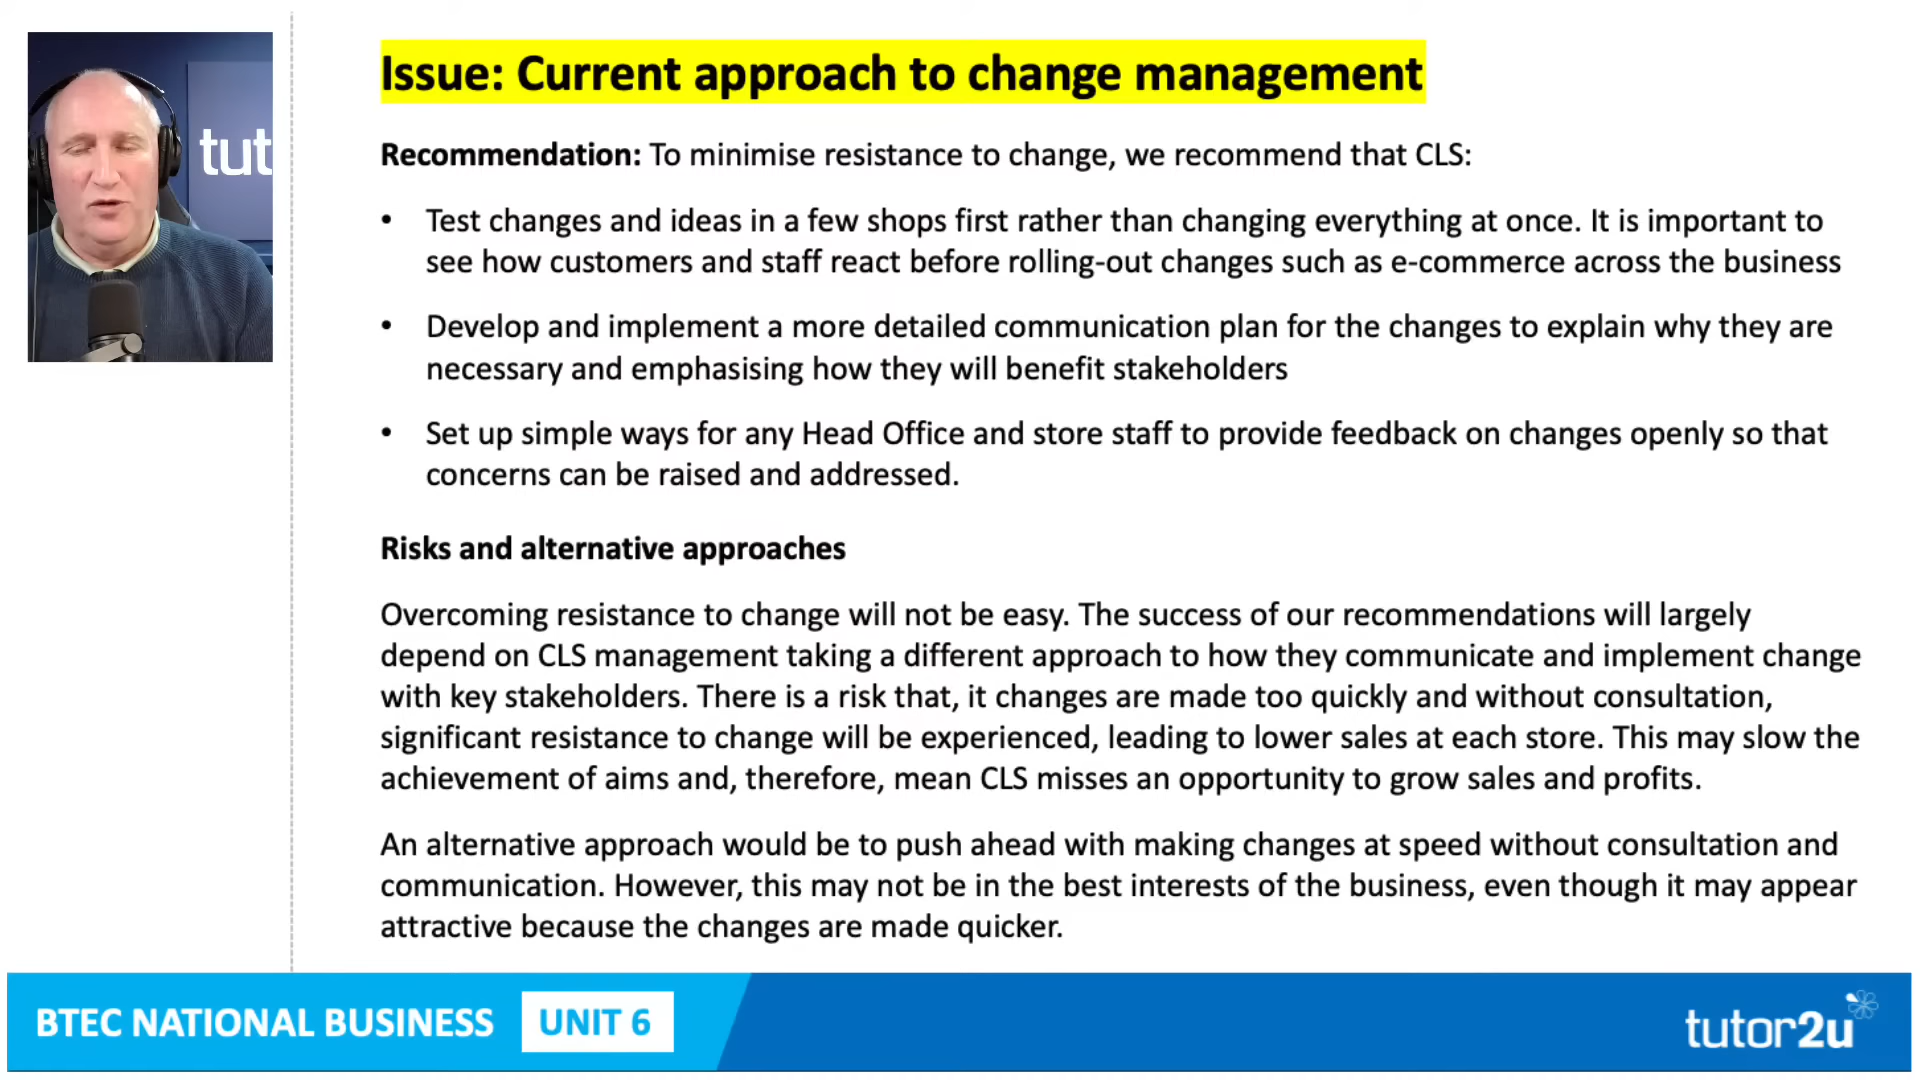 tut
Issue: Current approach to change management
Recommendation: To minimise resistance to change, we recommend that CLS:
• Test changes and ideas in a few shops first rather than changing everything at once. It is important to
see how customers and staff react before rolling-out changes such as e-commerce across the business
• Develop and implement a more detailed communication plan for the changes to explain why they are
necessary and emphasising how they will benefit stakeholders
• Set up simple ways for any Head Office and store staff to provide feedback on changes openly so that
concerns can be raised and addressed.
Risks and alternative approaches
Overcoming resistance to change will not be easy. The success of our recommendations will largely
depend on CLS management taking a different approach to how they communicate and implement change
with key stakeholders. There is a risk that, it changes are made too quickly and without consultation,
significant resistance to change will be experienced, leading to lower sales at each store. This may slow the
achievement of aims and, therefore, mean CLS misses an opportunity to grow sales and profits.
An alternative approach would be to push ahead with making changes at speed without consultation and
communication. However, this may not be in the best interests of the business, even though it may appear
attractive because the changes are made quicker.
BTEC NATIONAL BUSINESS UNIT 6
tutor2u